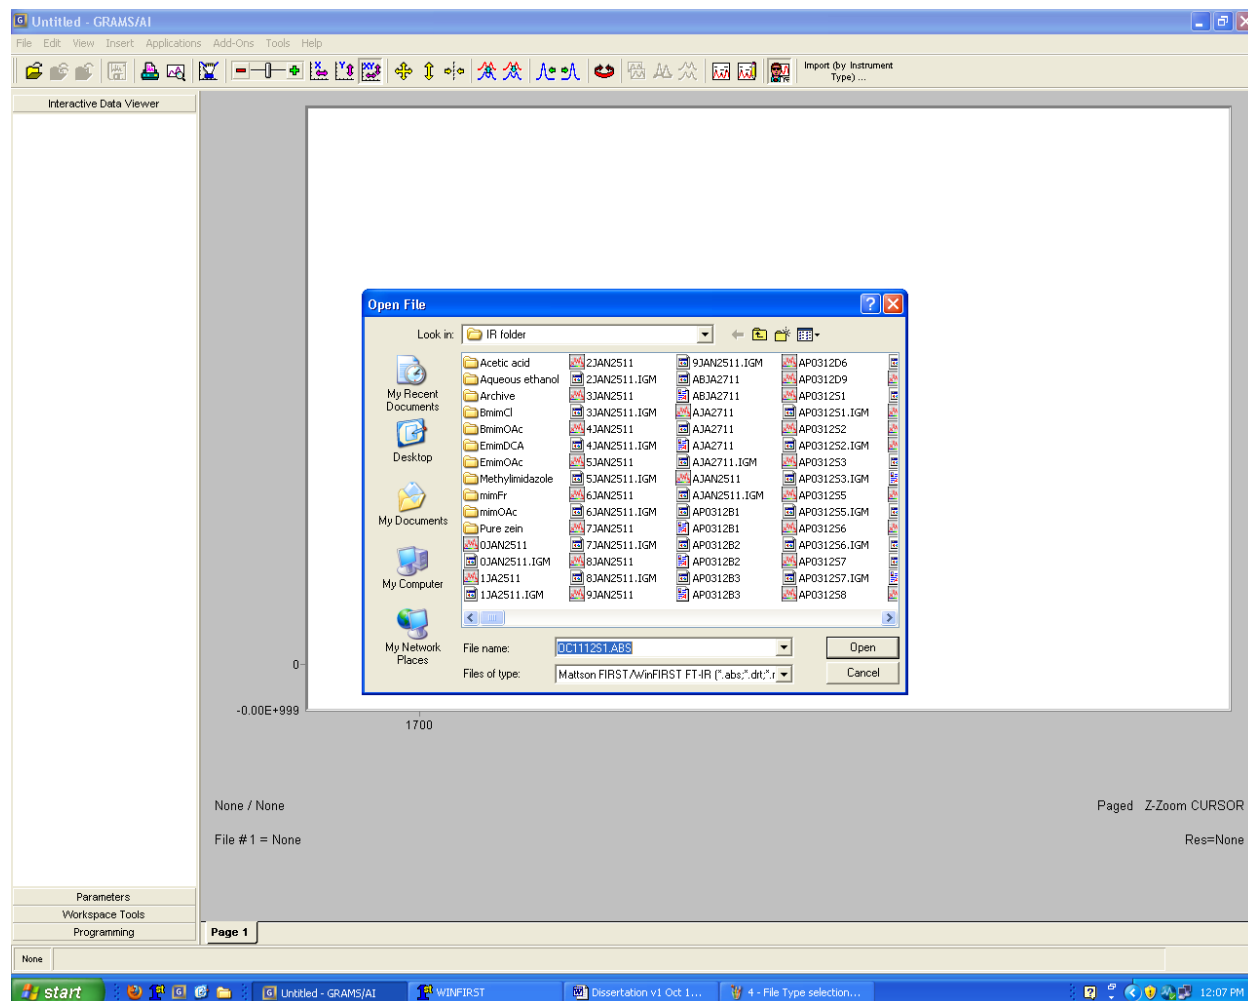 Untitled - GRAMS/AI
File Edit View Insert Applications Add-Ons Tools Help
Import (by Instrument
Type) ...
Interactive Data Viewer
Open File
Look in: IR folder
My Recent
Documents
Desktop
My Documents
My Computer
My Network
Places
Acetic acid
Aqueous ethanol
Archive
BmimCl
BmimOAc
EmimDCA
EmimOAc
Methylimidazole
mimFr
mimOAc
Pure zein
0JAN2511
0JAN2511.IGM
1JA2511
1JA2511.IGM
2JAN2511
2JAN2511.IGM
3JAN2511
3JAN2511.IGM
4JAN2511
4JAN2511.IGM
5JAN2511
5JAN2511.IGM
6JAN2511
6JAN2511.IGM
7JAN2511
7JAN2511.IGM
8JAN2511
8JAN2511.IGM
9JAN2511
9JAN2511.IGM
ABJA2711
ABJA2711
AJA2711
AJA2711
AJA2711
AJA2711.IGM
AJAN2511
AJAN2511.IGM
AP0312B1
AP0312B1
AP0312B2
AP0312B2
AP0312B3
AP0312B3
AP0312D6
AP0312D9
AP0312S1
AP0312S1.IGM
AP0312S2
AP0312S2.IGM
AP0312S3
AP0312S3.IGM
AP0312S5
AP0312S5.IGM
AP0312S6
AP0312S6.IGM
AP0312S7
AP0312S7.IGM
AP0312S8
File name: OC1112S1.ABS
Open
Files of type: Mattson FIRST/WinFIRST FT-IR (*.abs;*.drt;*.r
Cancel
0
-0.00E+999
1700
None / None
Paged Z-Zoom CURSOR
File #1 = None
Res=None
Parameters
Workspace Tools
Programming
Page 1
None
start
Untitled - GRAMS/AI
WINFIRST
Dissertation v1 Oct 1...
4 - File Type selection...
12:07 PM